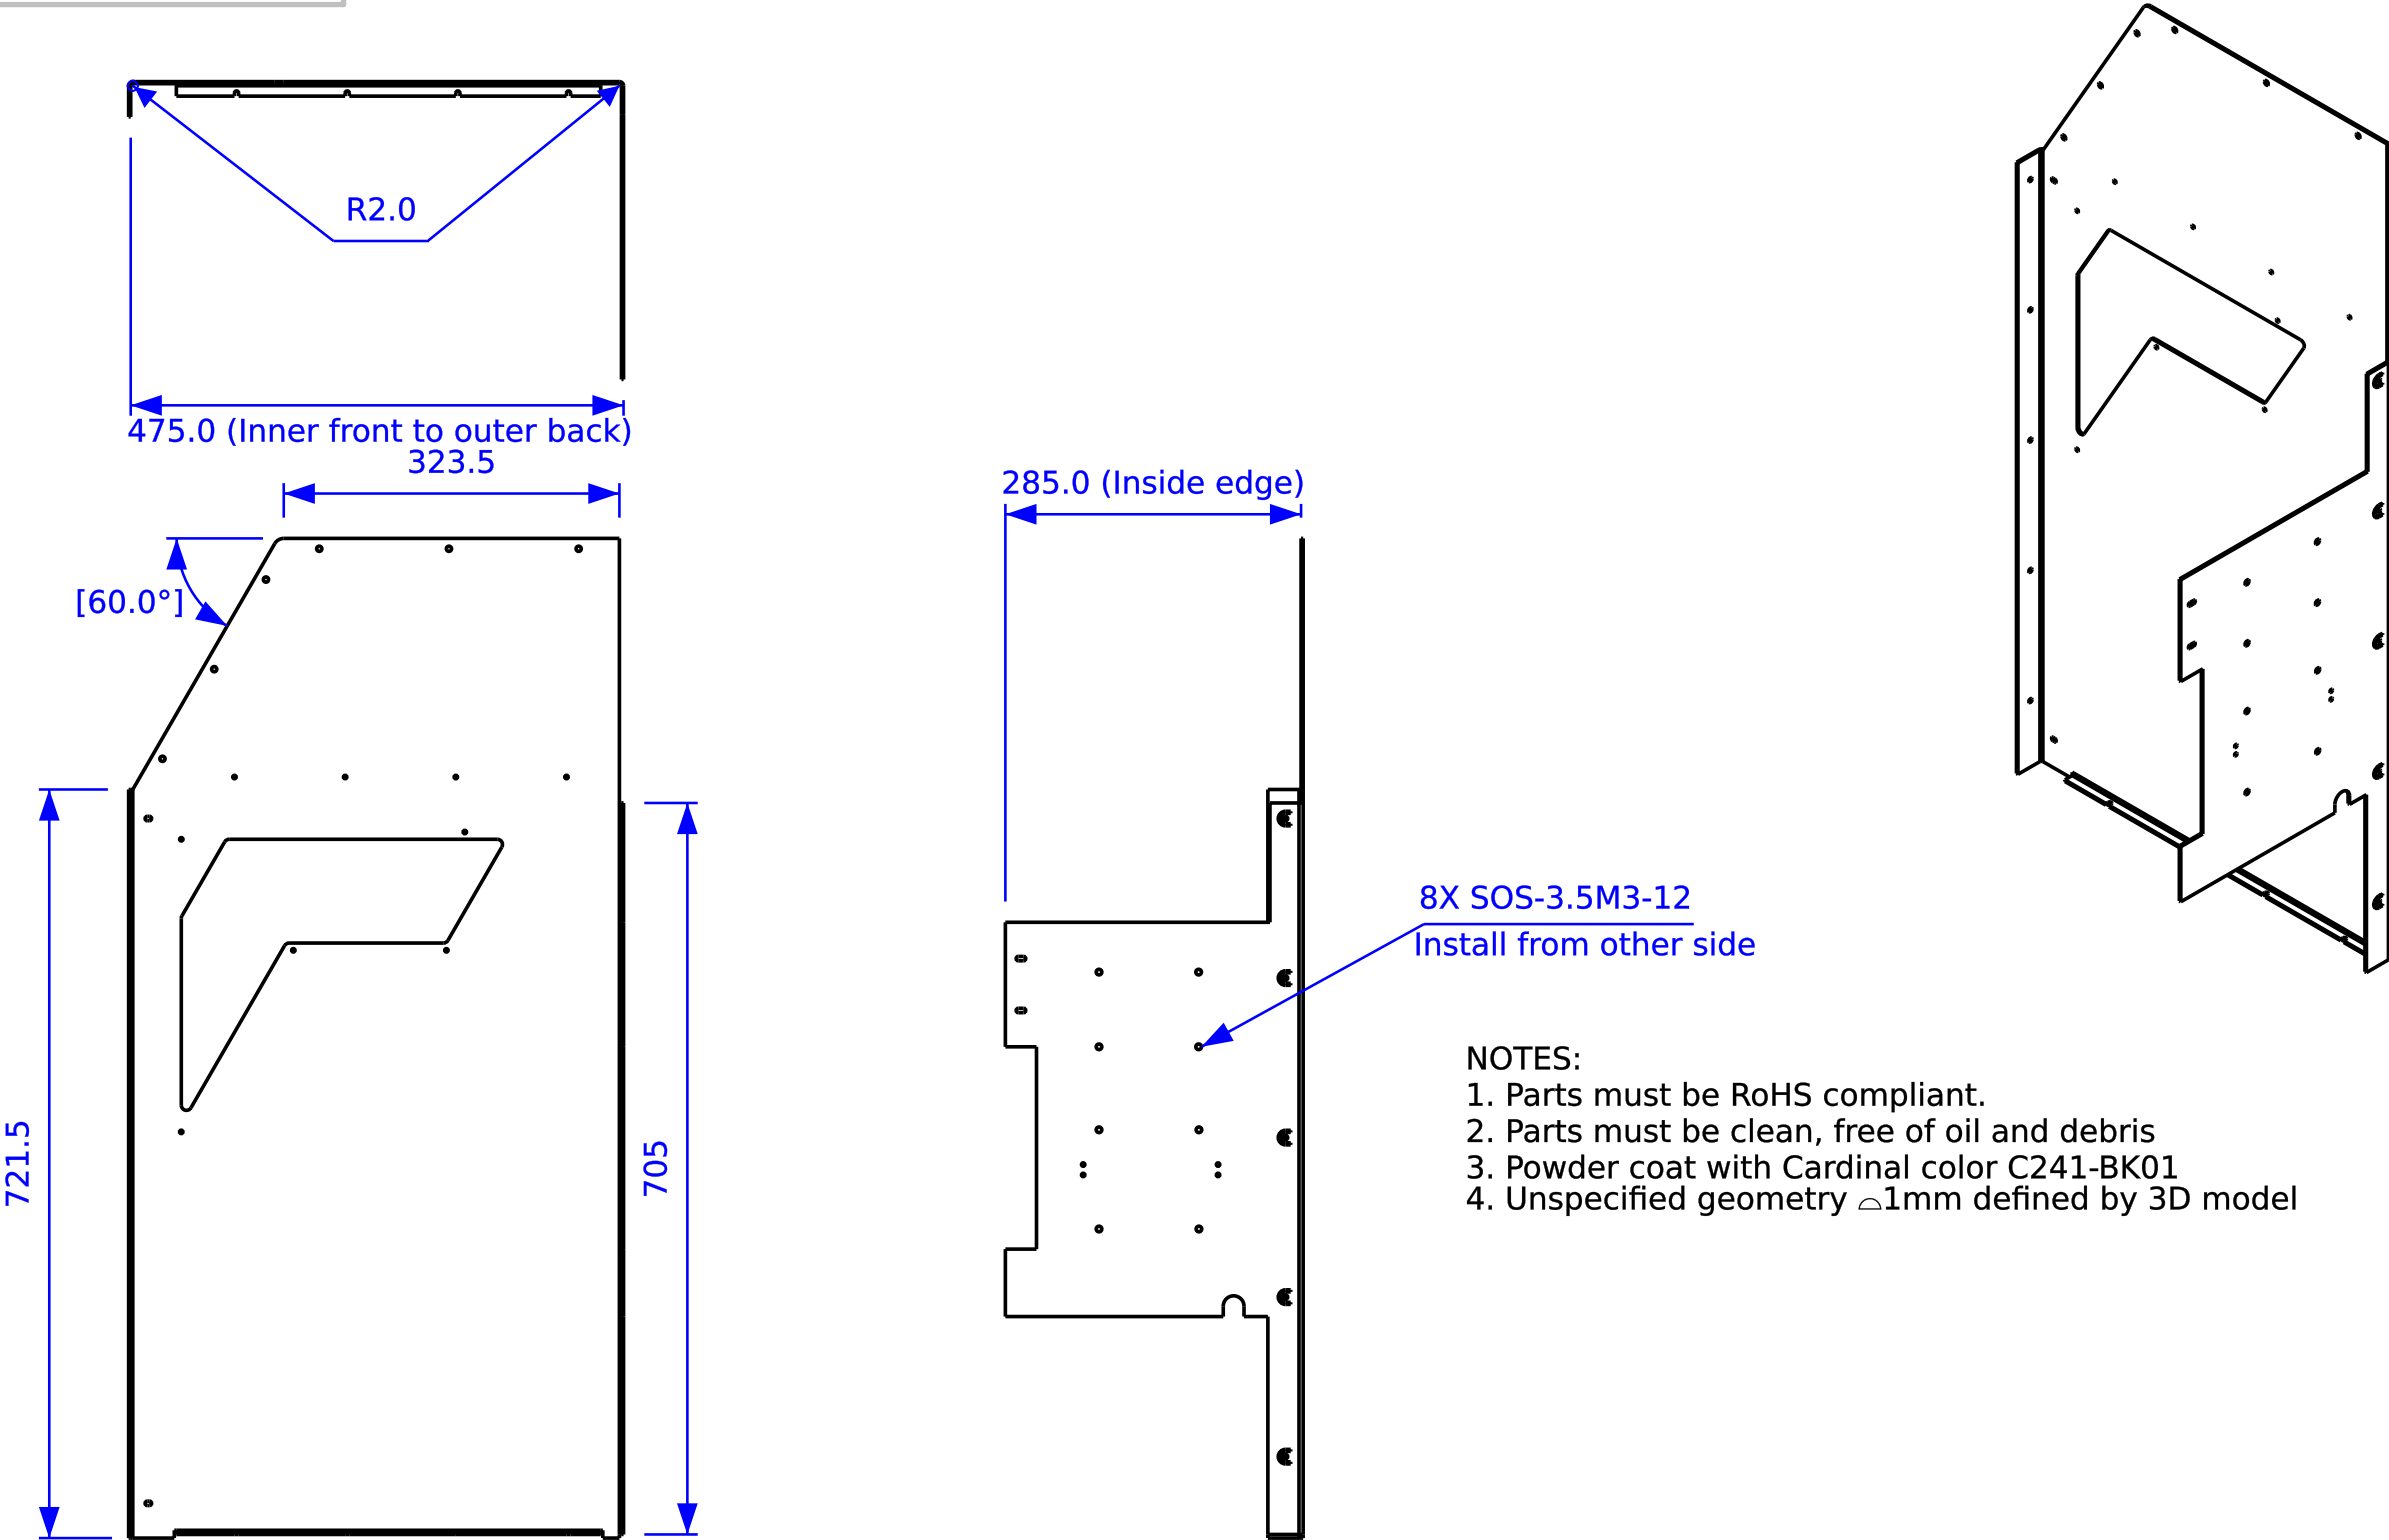 R2.0
475.0 (Inner front to outer back)
323.5
[60.0°]
721.5
705
285.0 (Inside edge)
8X SOS-3.5M3-12
Install from other side
NOTES:
1. Parts must be RoHS compliant.
2. Parts must be clean, free of oil and debris
3. Powder coat with Cardinal color C241-BK01
4. Unspecified geometry ⌓1mm defined by 3D model